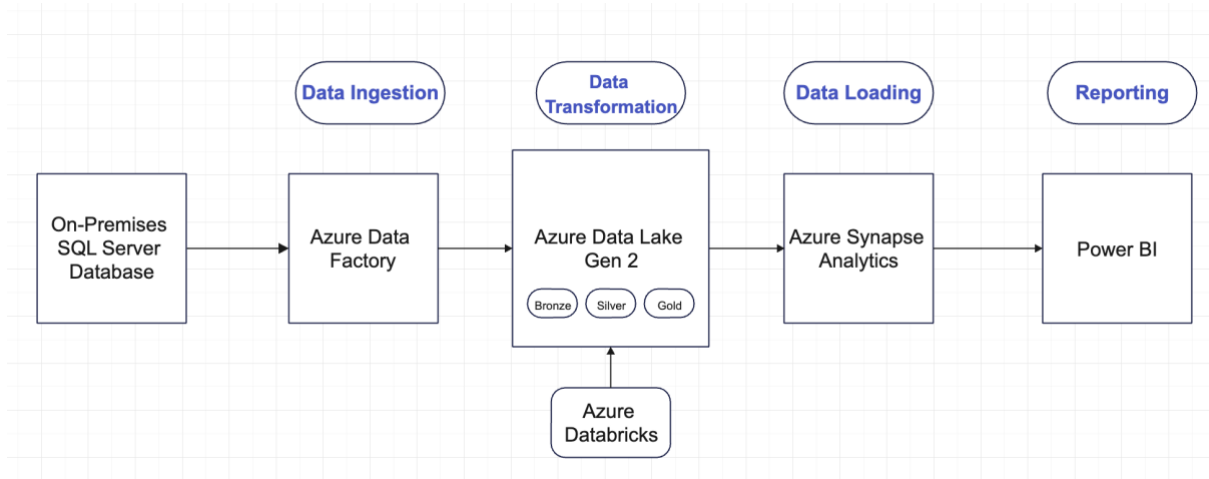 Data Ingestion
Data
Transformation
Data Loading
Reporting
On-Premises
SQL Server
Database
Azure Data
Factory
Azure Data Lake
Gen 2
Bronze
Silver
Gold
Azure Synapse
Analytics
Power BI
Azure
Databricks